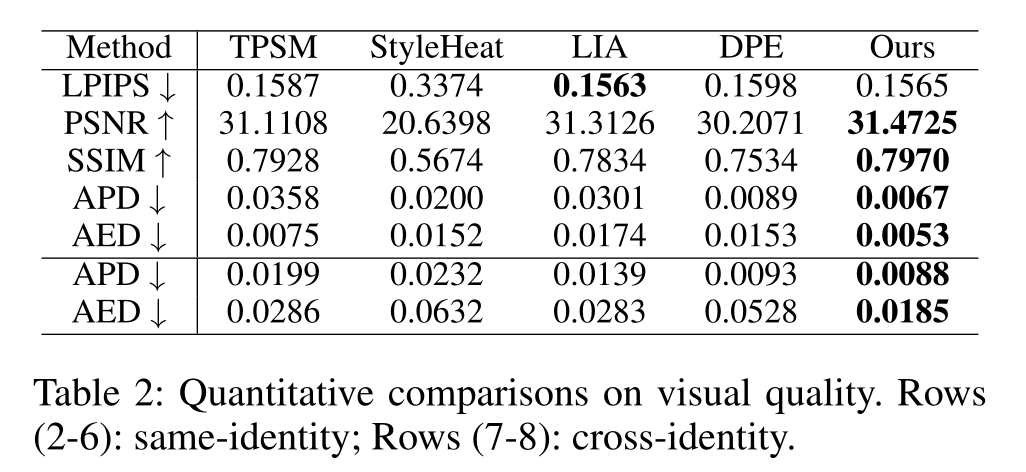 Method TPSM StyleHeat LIA DPE Ours
LPIPS ↓ 0.1587 0.3374 0.1563 0.1598 0.1565
PSNR ↑ 31.1108 20.6398 31.3126 30.2071 31.4725
SSIM ↑ 0.7928 0.5674 0.7834 0.7534 0.7970
APD ↓ 0.0358 0.0200 0.0301 0.0089 0.0067
AED ↓ 0.0075 0.0152 0.0174 0.0153 0.0053
APD ↓ 0.0199 0.0232 0.0139 0.0093 0.0088
AED ↓ 0.0286 0.0632 0.0283 0.0528 0.0185
Table 2: Quantitative comparisons on visual quality. Rows
(2-6): same-identity; Rows (7-8): cross-identity.